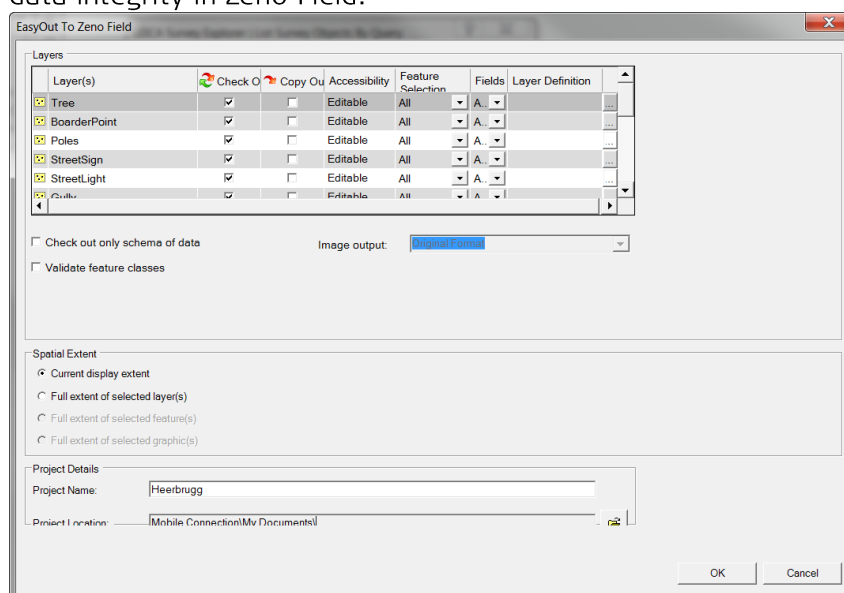 data integrity in Zeno Field.
EasyOut To Zeno Field
Layers
Layer(s) Check O Copy Ou Accessibility Feature Selection Fields Layer Definition
Tree Editable All A.. ...
BoarderPoint Editable All A.. ...
Poles Editable All A.. ...
StreetSign Editable All A.. ...
StreetLight Editable All A.. ...
Gully Editable All A
Check out only schema of data
Image output: Original Format
Validate feature classes
Spatial Extent
Current display extent
Full extent of selected layer(s)
Full extent of selected feature(s)
Full extent of selected graphic(s)
Project Details
Project Name: Heerbrugg
Project Location: Mobile Connection\My Documents\
OK Cancel